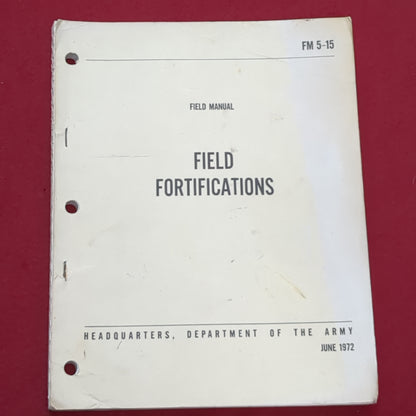 FM 5-15
FIELD MANUAL
FIELD
FORTIFICATIONS
HEADQUARTERS, DEPARTMENT OF THE ARMY
JUNE 1972